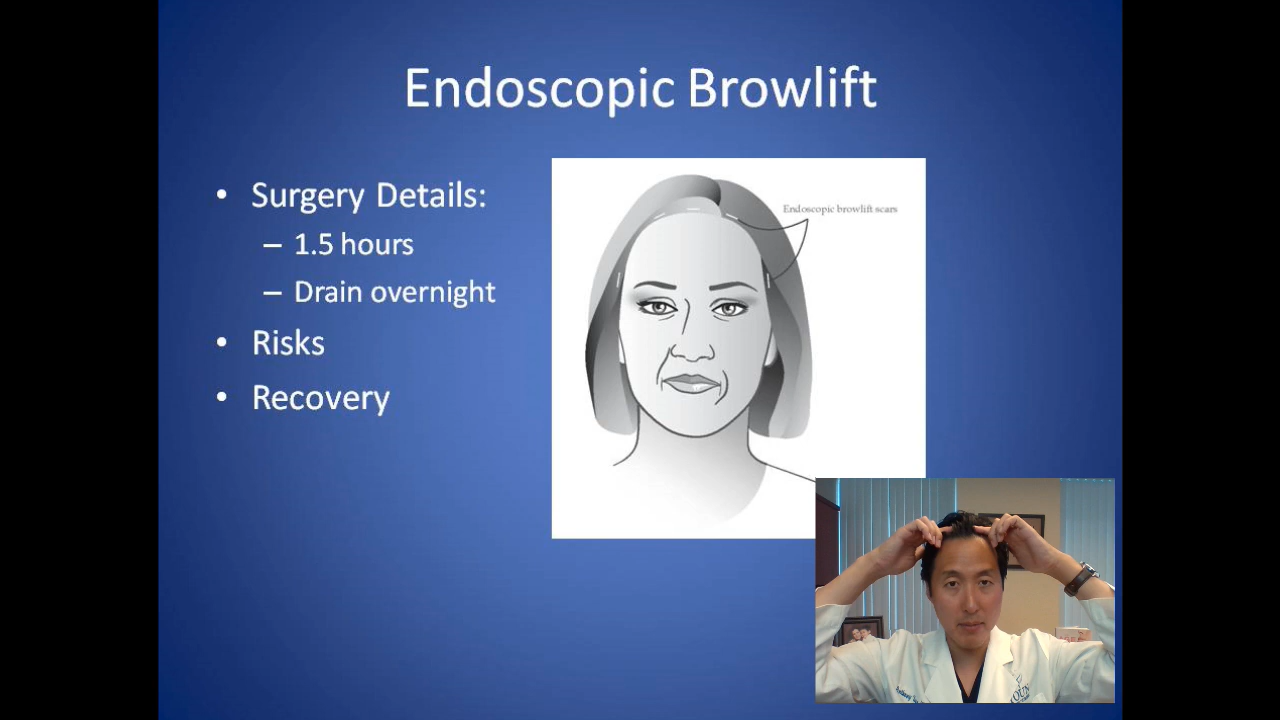 Endoscopic Browlift
• Surgery Details:
– 1.5 hours
– Drain overnight
• Risks
• Recovery
Endoscopic browlift scars